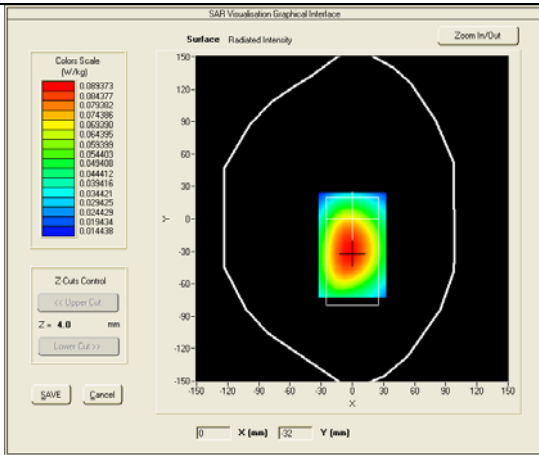 SAR Visualisation Graphical Interface
Surface Radiated Intensity
Zoom In/Out
Colors Scale
(W/kg)
0.089373
0.084377
0.079382
0.074386
0.069390
0.064395
0.059399
0.054403
0.049408
0.044412
0.039416
0.034421
0.029425
0.024429
0.019434
0.014438
Z-Cuts Control
<< Upper Cut
Z = 4.0 mm
Lower Cut >>
SAVE Cancel
150-
120-
90-
60-
30-
0-
-30-
-60-
-90-
-120-
-150-
Y
-150 -120 -90 -60 -30 0 30 60 90 120 150
X
0 X (mm) -32 Y (mm)